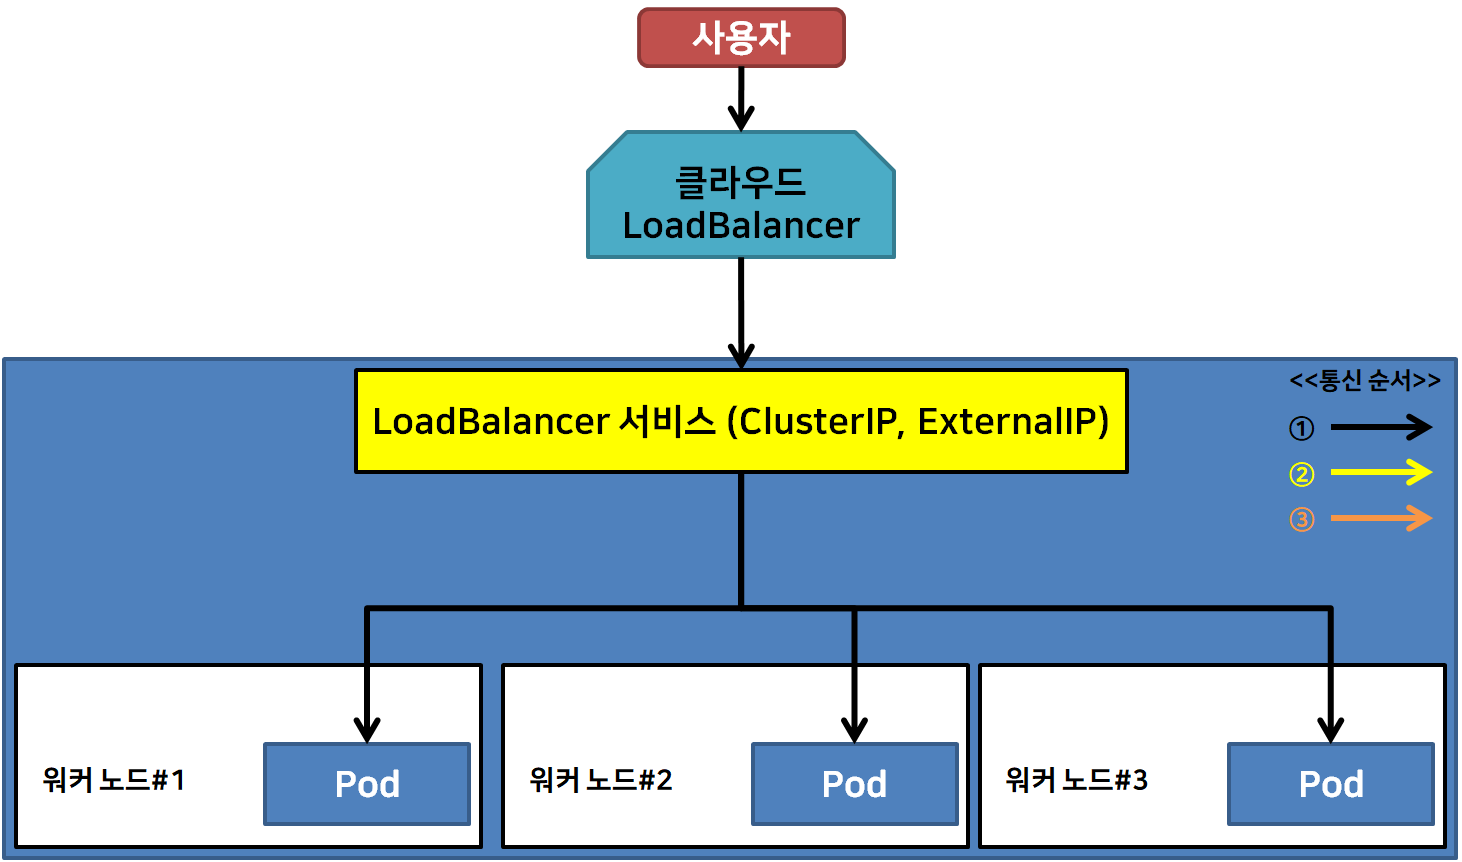 사용자
클라우드
LoadBalancer
LoadBalancer 서비스 (ClusterIP, ExternalIP)
<<통신 순서>>
①
②
③
워커 노드#1
Pod
워커 노드#2
Pod
워커 노드#3
Pod